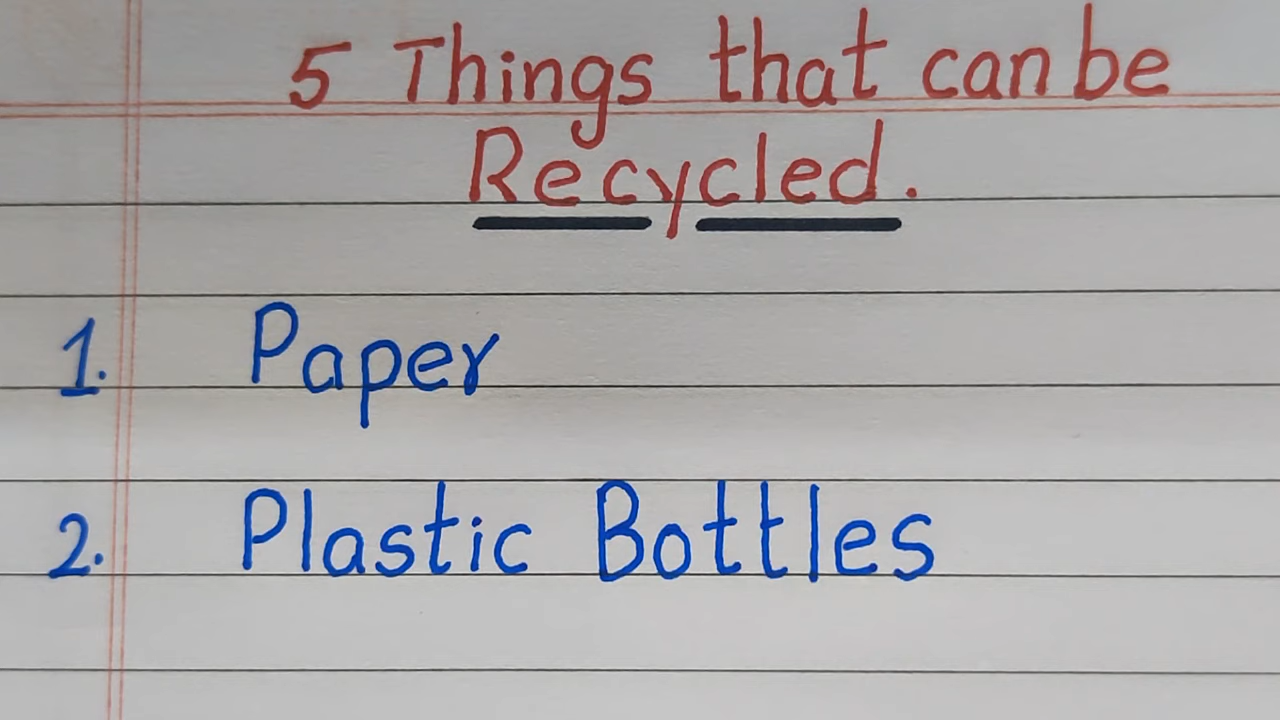 5 Things that can be
Recycled.
1. Paper
2. Plastic Bottles